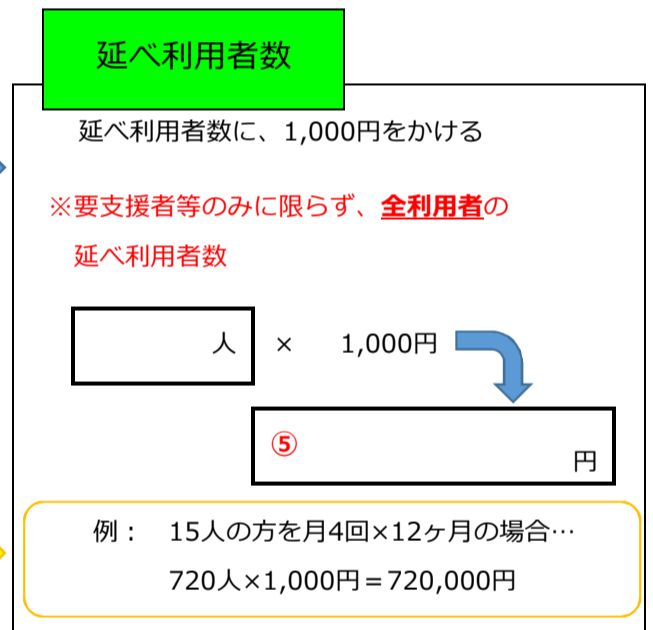 延べ利用者数
延べ利用者数に、1,000円をかける
※要支援者等のみに限らず、全利用者の
延べ利用者数
人 × 1,000円
⑤
円
例： 15人の方を月4回×12ヶ月の場合…
720人×1,000円＝720,000円